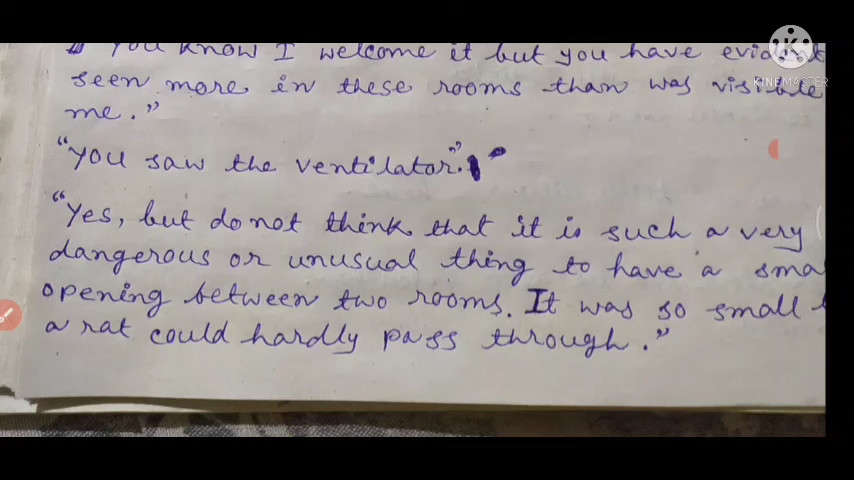 You know I welcome it but you have evident
seen more in these rooms than was visible
me."
"You saw the ventilator."
"Yes, but do not think that it is such a very
dangerous or unusual thing to have a sma
opening between two rooms. It was so small t
a rat could hardly pass through."
KINEMASTER